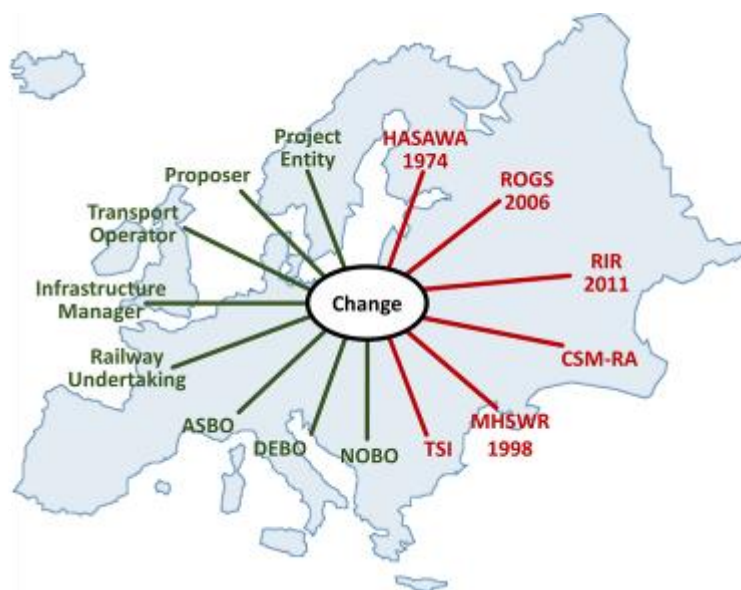 Project
Entity
HASAWA
1974
Proposer
ROGS
2006
Transport
Operator
RIR
2011
Infrastructure
Manager
Change
Railway
Undertaking
CSM-RA
ASBO
DEBO
NOBO
TSI
MHSWR
1998